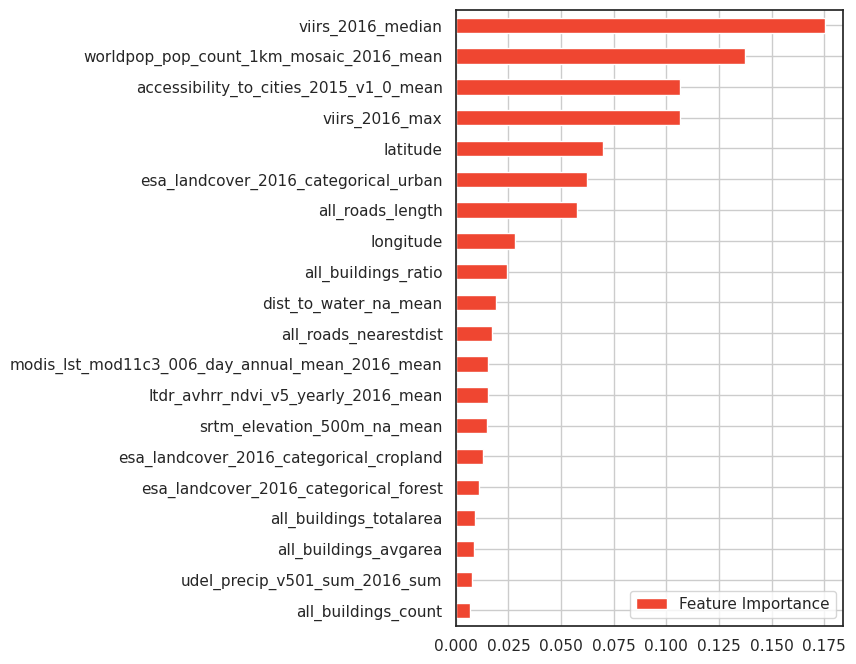 viirs_2016_median
worldpop_pop_count_1km_mosaic_2016_mean
accessibility_to_cities_2015_v1_0_mean
viirs_2016_max
latitude
esa_landcover_2016_categorical_urban
all_roads_length
longitude
all_buildings_ratio
dist_to_water_na_mean
all_roads_nearestdist
modis_lst_mod11c3_006_day_annual_mean_2016_mean
ltdr_avhrr_ndvi_v5_yearly_2016_mean
srtm_elevation_500m_na_mean
esa_landcover_2016_categorical_cropland
esa_landcover_2016_categorical_forest
all_buildings_totalarea
all_buildings_avgarea
udel_precip_v501_sum_2016_sum
all_buildings_count
Feature Importance
0.000 0.025 0.050 0.075 0.100 0.125 0.150 0.175